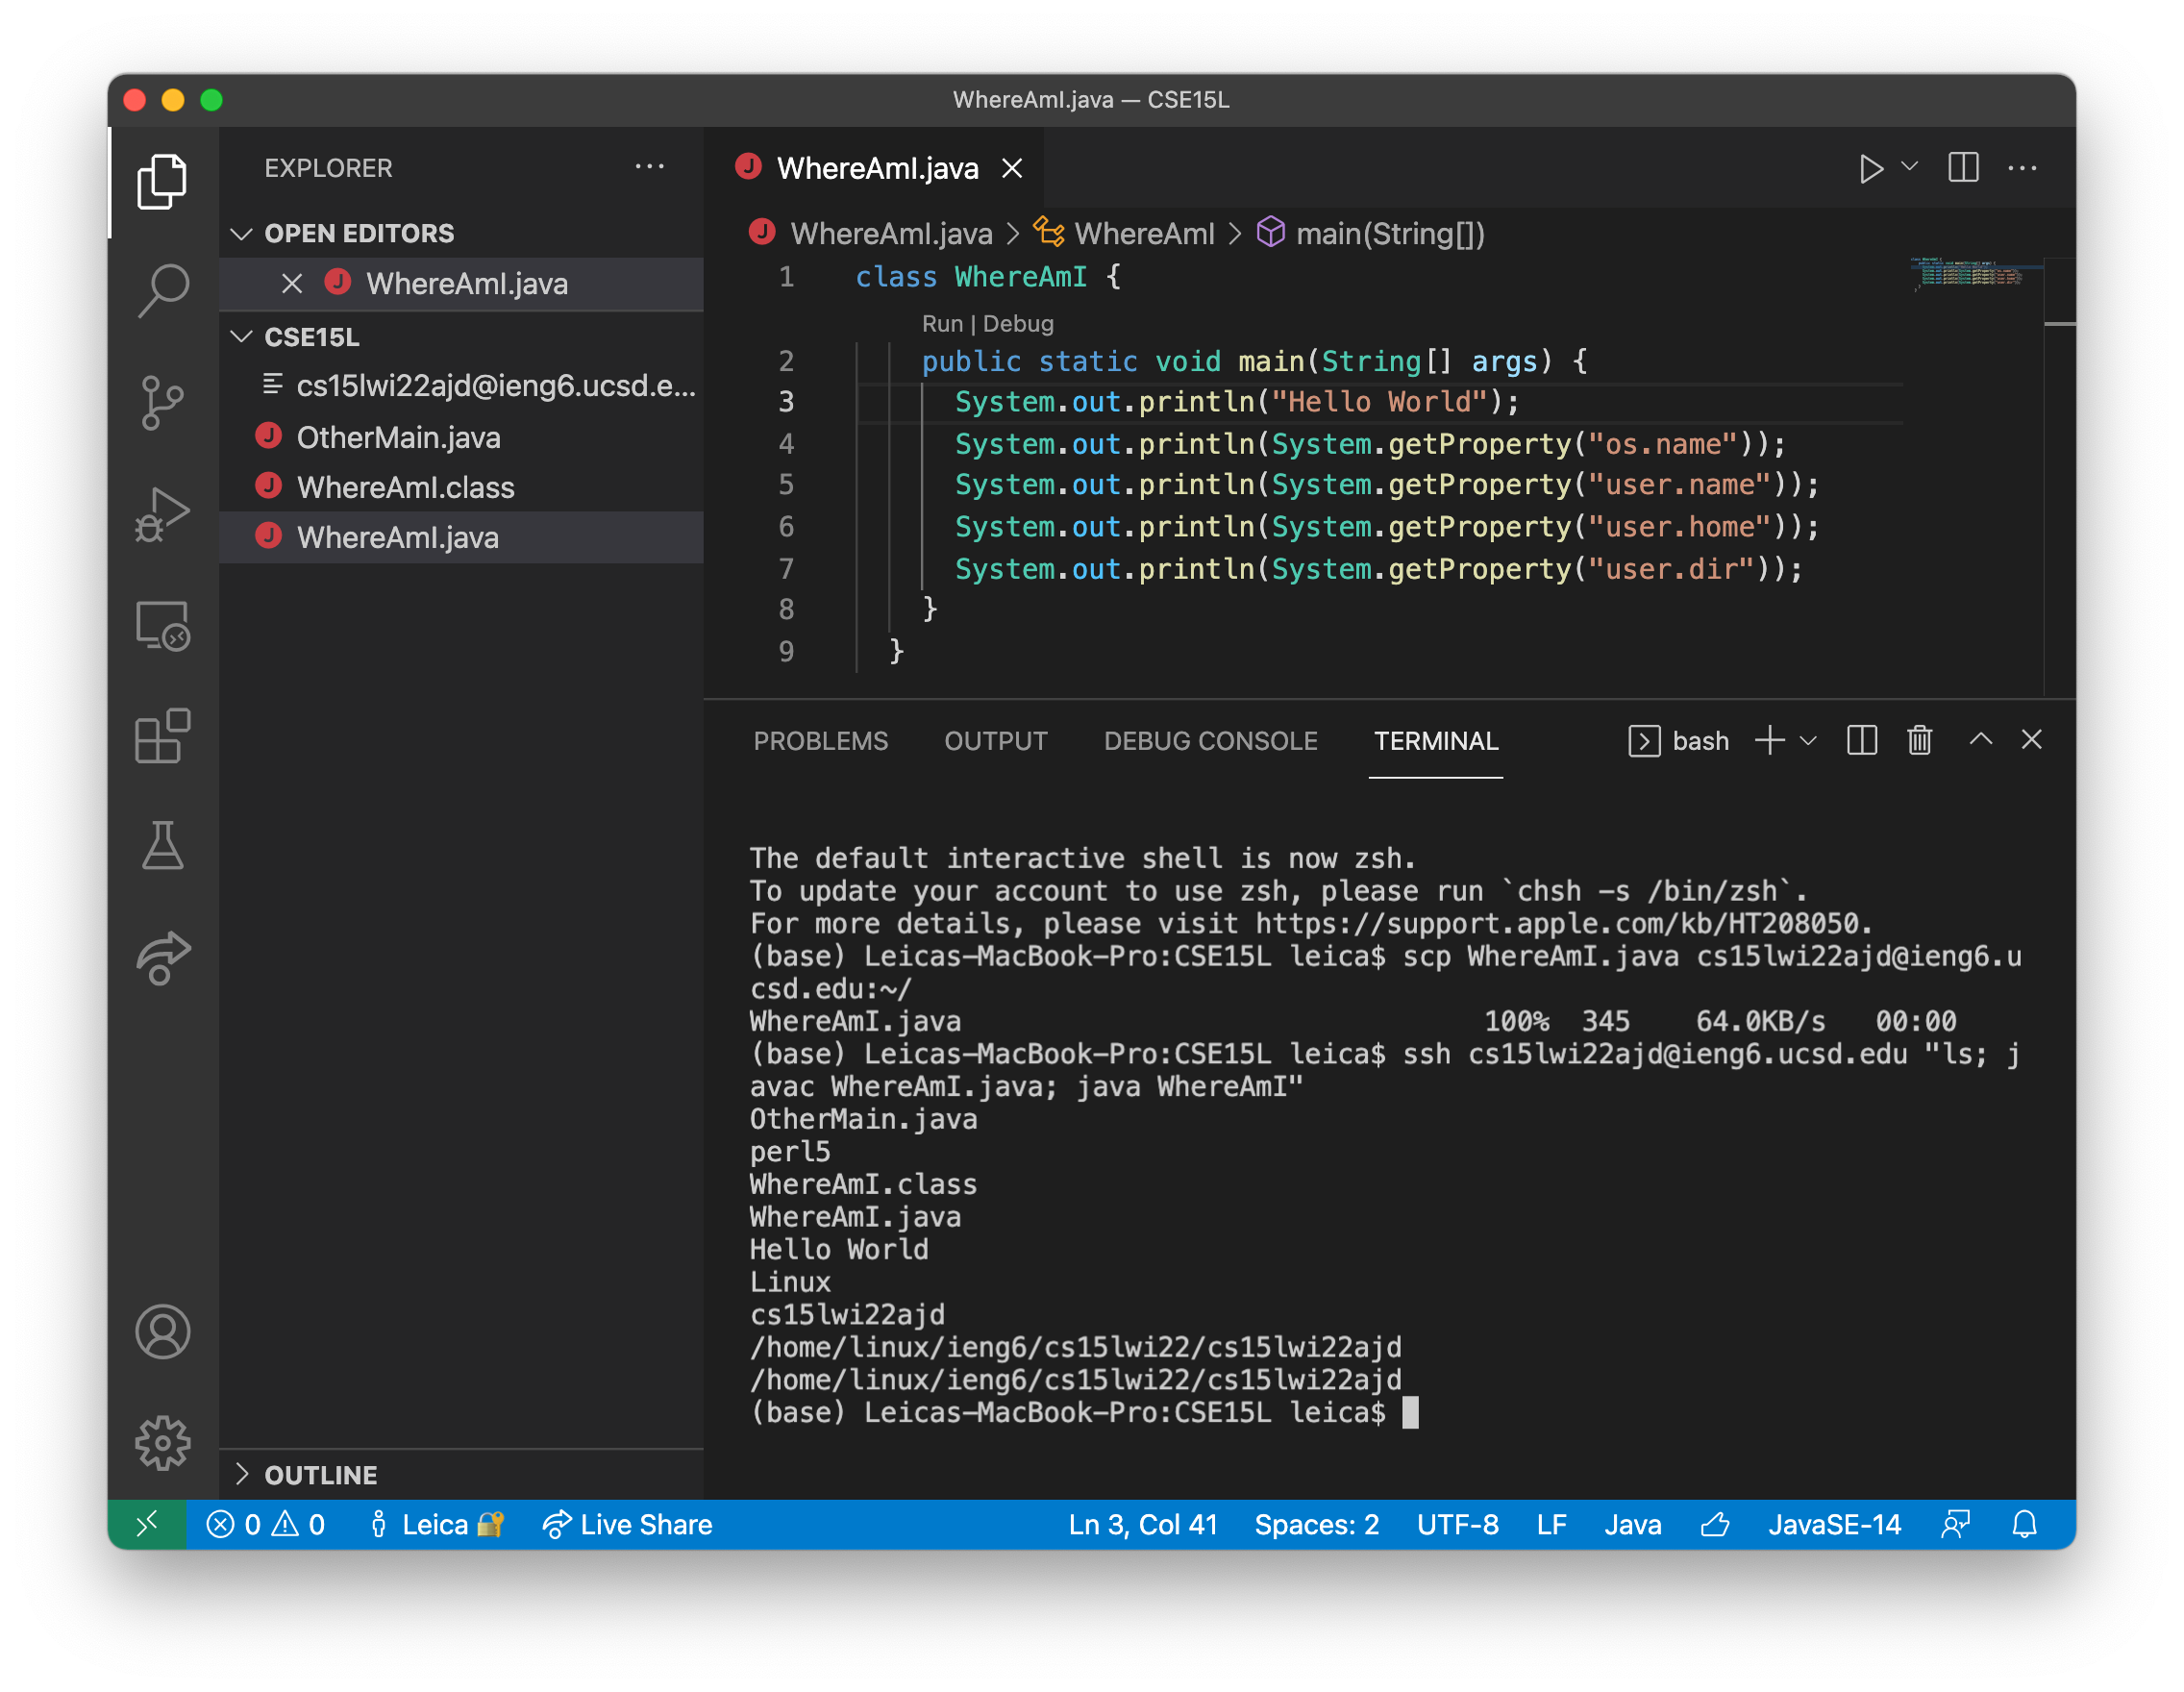 WhereAmI.java — CSE15L
EXPLORER
OPEN EDITORS
WhereAmI.java
CSE15L
cs15lwi22ajd@ieng6.ucsd.e...
OtherMain.java
WhereAmI.class
WhereAmI.java
OUTLINE
WhereAmI.java
WhereAmI.java > WhereAmI > main(String[])
1 class WhereAmI {
Run | Debug
2 public static void main(String[] args) {
3 System.out.println("Hello World");
4 System.out.println(System.getProperty("os.name"));
5 System.out.println(System.getProperty("user.name"));
6 System.out.println(System.getProperty("user.home"));
7 System.out.println(System.getProperty("user.dir"));
8 }
9 }
PROBLEMS OUTPUT DEBUG CONSOLE TERMINAL bash
The default interactive shell is now zsh.
To update your account to use zsh, please run `chsh -s /bin/zsh`.
For more details, please visit https://support.apple.com/kb/HT208050.
(base) Leicas-MacBook-Pro:CSE15L leica$ scp WhereAmI.java cs15lwi22ajd@ieng6.u
csd.edu:~/
WhereAmI.java 100% 345 64.0KB/s 00:00
(base) Leicas-MacBook-Pro:CSE15L leica$ ssh cs15lwi22ajd@ieng6.ucsd.edu "ls; j
avac WhereAmI.java; java WhereAmI"
OtherMain.java
perl5
WhereAmI.class
WhereAmI.java
Hello World
Linux
cs15lwi22ajd
/home/linux/ieng6/cs15lwi22/cs15lwi22ajd
/home/linux/ieng6/cs15lwi22/cs15lwi22ajd
(base) Leicas-MacBook-Pro:CSE15L leica$
0 0 Leica Live Share Ln 3, Col 41 Spaces: 2 UTF-8 LF Java JavaSE-14